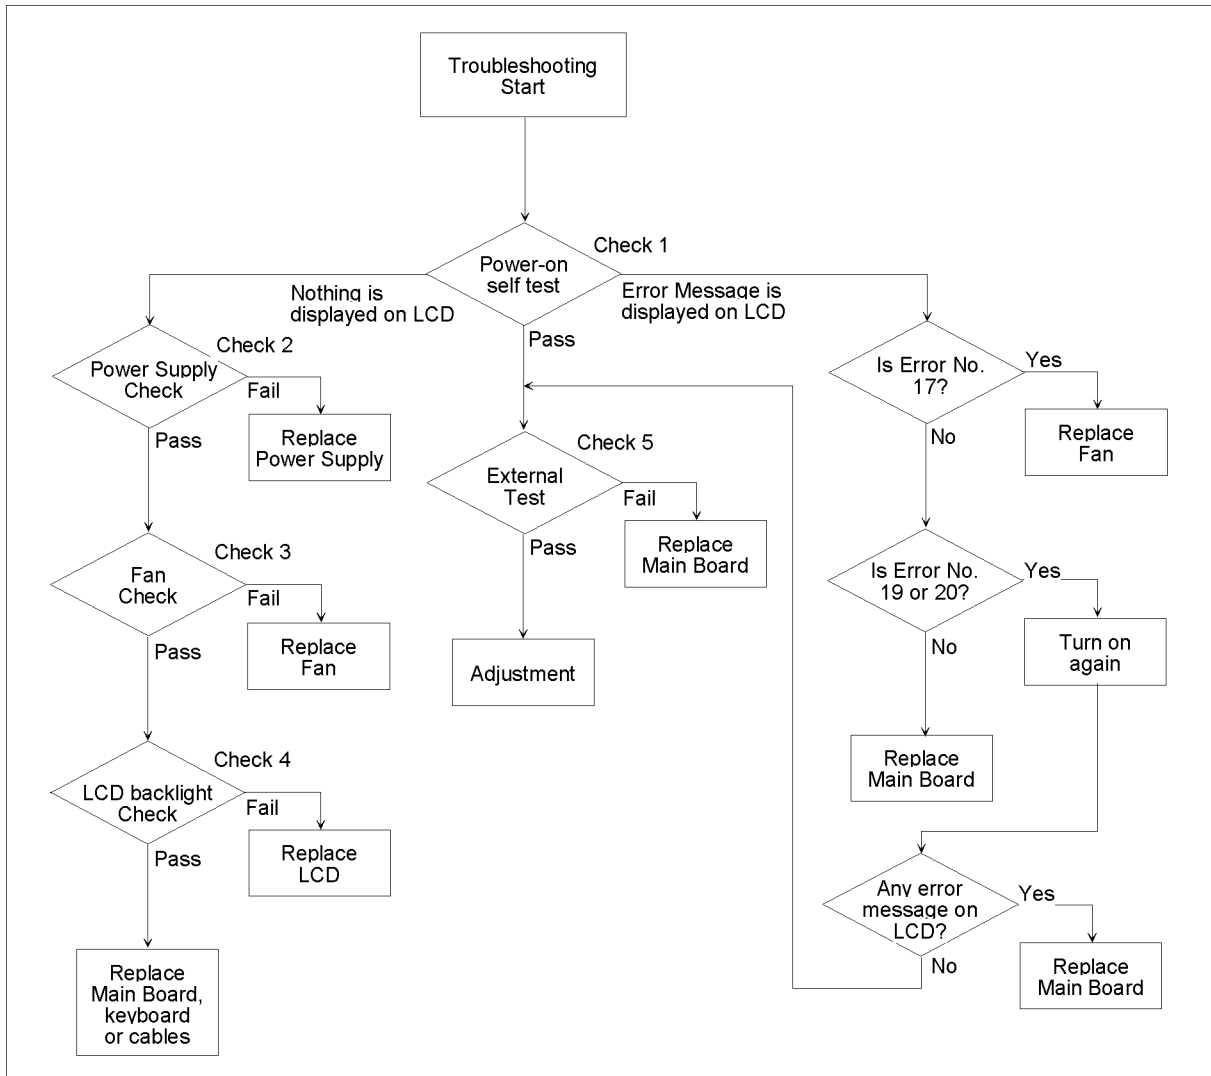 Troubleshooting
Start
Check 1
Power-on
self test
Nothing is
displayed on LCD
Error Message is
displayed on LCD
Pass
Check 2
Power Supply
Check
Fail
Replace
Power Supply
Pass
Check 3
Fan
Check
Fail
Replace
Fan
Pass
Check 4
LCD backlight
Check
Fail
Replace
LCD
Pass
Replace
Main Board,
keyboard
or cables
Check 5
External
Test
Fail
Replace
Main Board
Pass
Adjustment
Is Error No.
17?
Yes
Replace
Fan
No
Is Error No.
19 or 20?
Yes
Turn on
again
No
Replace
Main Board
Any error
message on
LCD?
Yes
Replace
Main Board
No